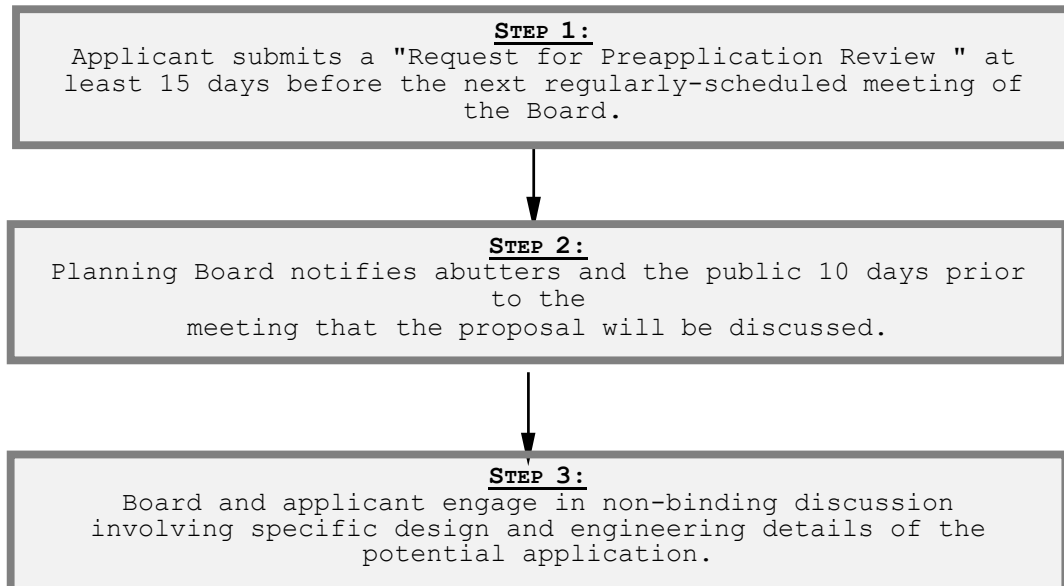 STEP 1:
Applicant submits a "Request for Preapplication Review " at
least 15 days before the next regularly-scheduled meeting of
the Board.
STEP 2:
Planning Board notifies abutters and the public 10 days prior
to the
meeting that the proposal will be discussed.
STEP 3:
Board and applicant engage in non-binding discussion
involving specific design and engineering details of the
potential application.